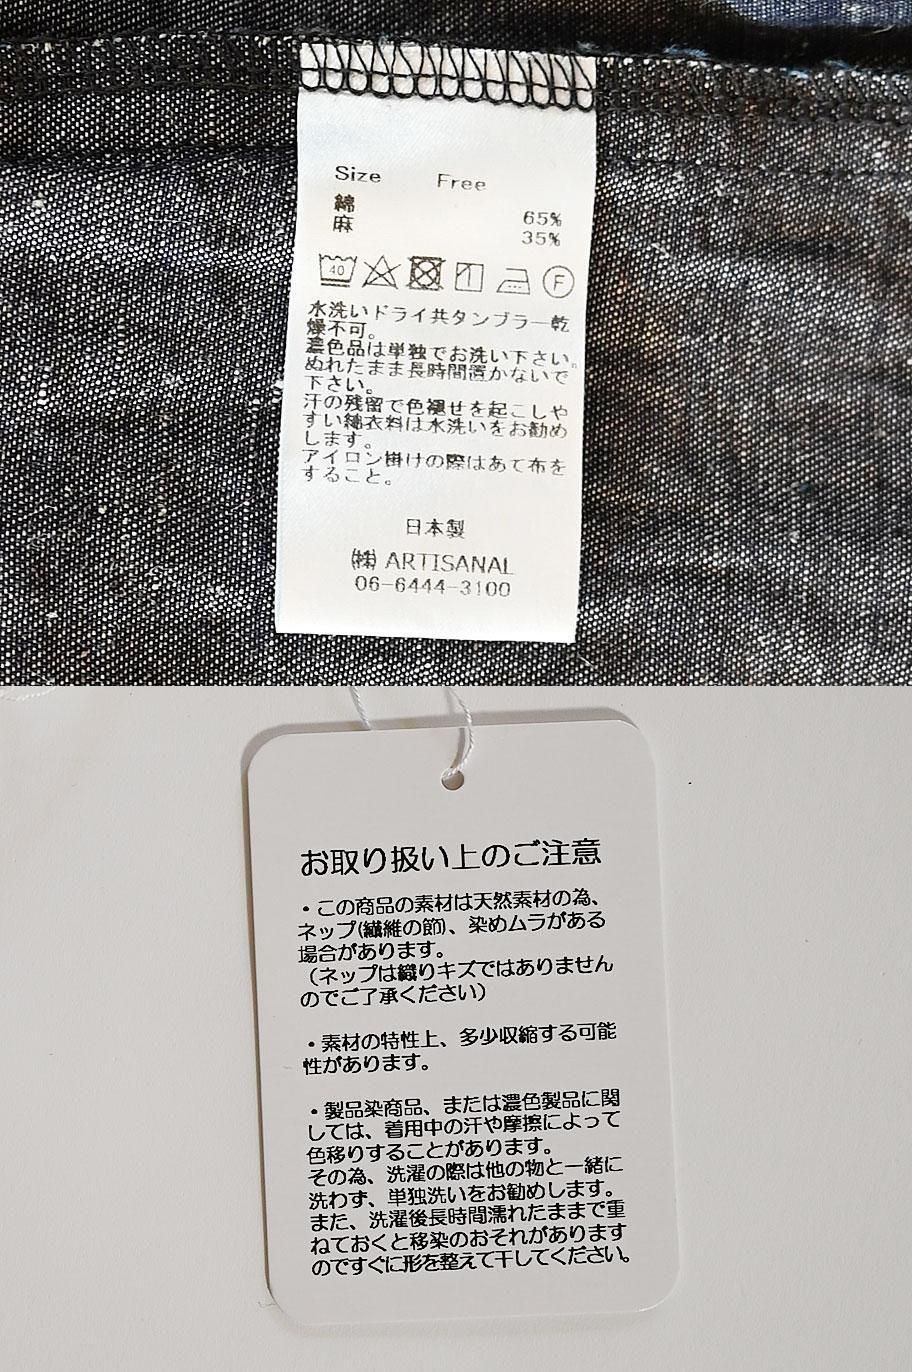 Size Free
綿 65%
麻 35%
40 F
水洗いドライ共タンブラー乾
燥不可。
濃色品は単独でお洗い下さい。
ぬれたまま長時間置かないで
下さい。
汗の残留で色褪せを起こしや
すい綿衣料は水洗いをお勧め
します。
アイロン掛けの際はあて布を
すること。
日本製
㈱ ARTISANAL
06-6444-3100
お取り扱い上のご注意
・この商品の素材は天然素材の為、
ネップ(繊維の節)、染めムラがある
場合があります。
（ネップは織りキズではありません
のでご了承ください）
・素材の特性上、多少収縮する可能
性があります。
・製品染商品、または濃色製品に関
しては、着用中の汗や摩擦によって
色移りすることがあります。
その為、洗濯の際は他の物と一緒に
洗わず、単独洗いをお勧めします。
また、洗濯後長時間濡れたままで重
ねておくと移染のおそれがあります
のですぐに形を整えて干してください。